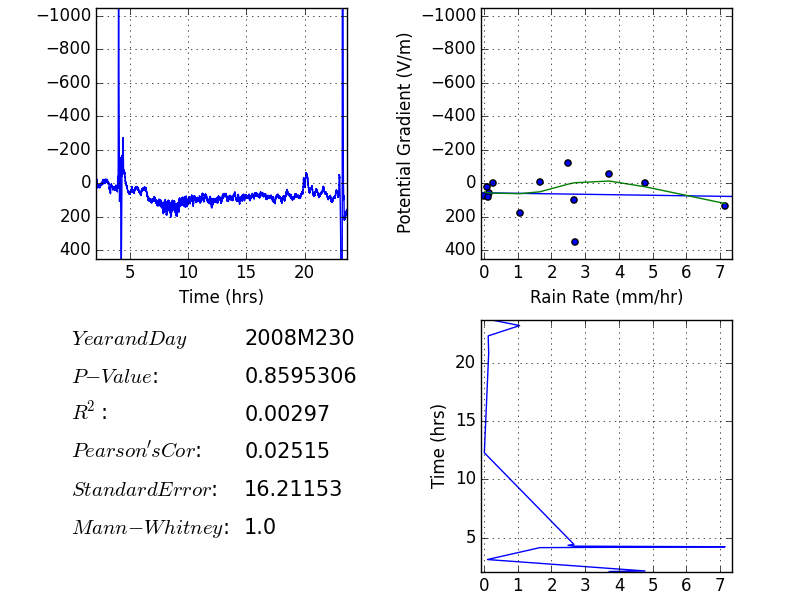 −1000
−800
−600
−400
−200
0
200
400
5 10 15 20
Time (hrs)
Potential Gradient (V/m)
−1000
−800
−600
−400
−200
0
200
400
0 1 2 3 4 5 6 7
Rain Rate (mm/hr)
YearandDay 2008M230
P−Value: 0.8595306
R²: 0.00297
Pearson'sCor: 0.02515
StandardError: 16.21153
Mann−Whitney: 1.0
Time (hrs)
20
15
10
5
0 1 2 3 4 5 6 7